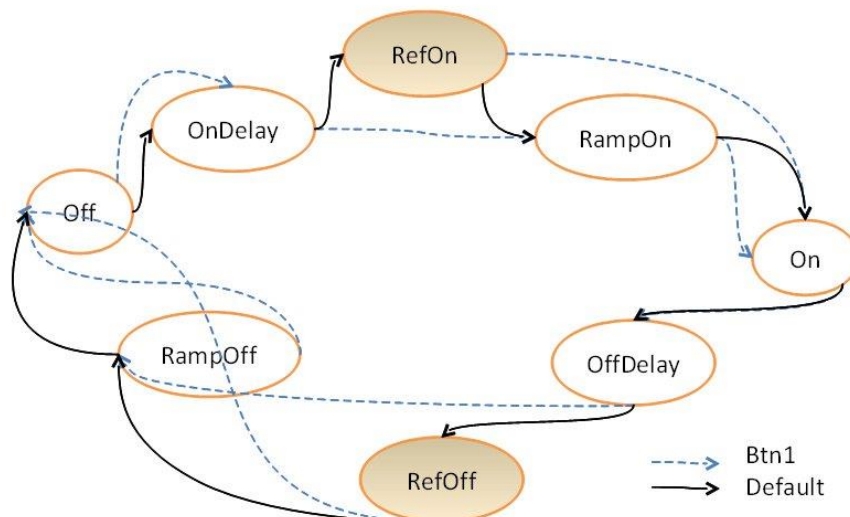 RefOn
OnDelay
RampOn
Off
On
RampOff
OffDelay
RefOff
Btn1
Default